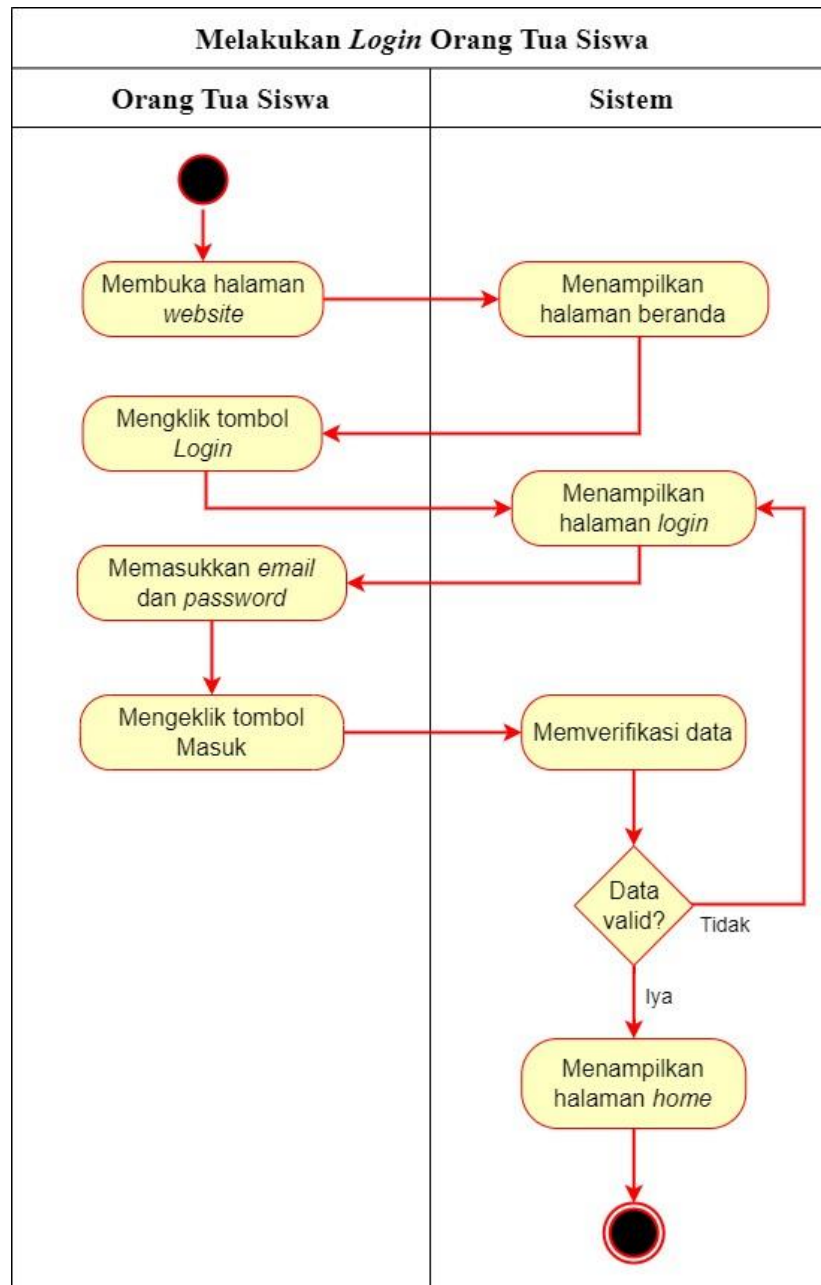 Melakukan Login Orang Tua Siswa
Orang Tua Siswa
Sistem
Membuka halaman
website
Menampilkan
halaman beranda
Mengklik tombol
Login
Menampilkan
halaman login
Memasukkan email
dan password
Mengeklik tombol
Masuk
Memverifikasi data
Data
valid?
Tidak
Iya
Menampilkan
halaman home